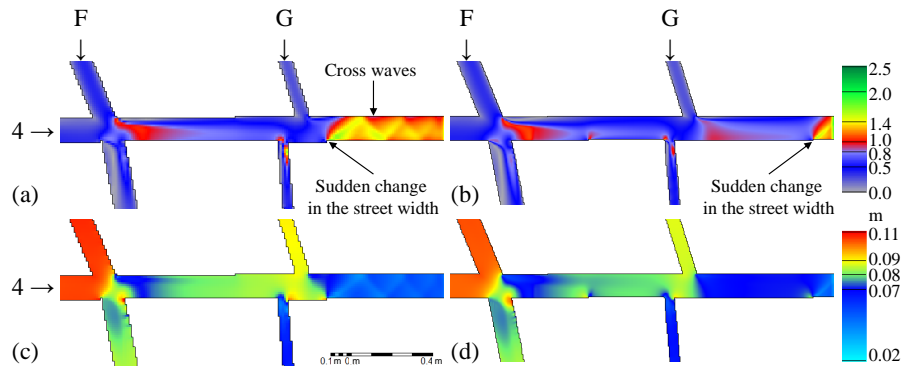 F
G
F
G
Cross waves
4 →
(a)
Sudden change
in the street width
(b)
Sudden change
in the street width
2.5
2.0
1.4
0.8
0.5
0.0
4 →
(c)
0.1 m 0 m
0.4 m
(d)
m
0.11
0.09
0.08
0.07
0.02